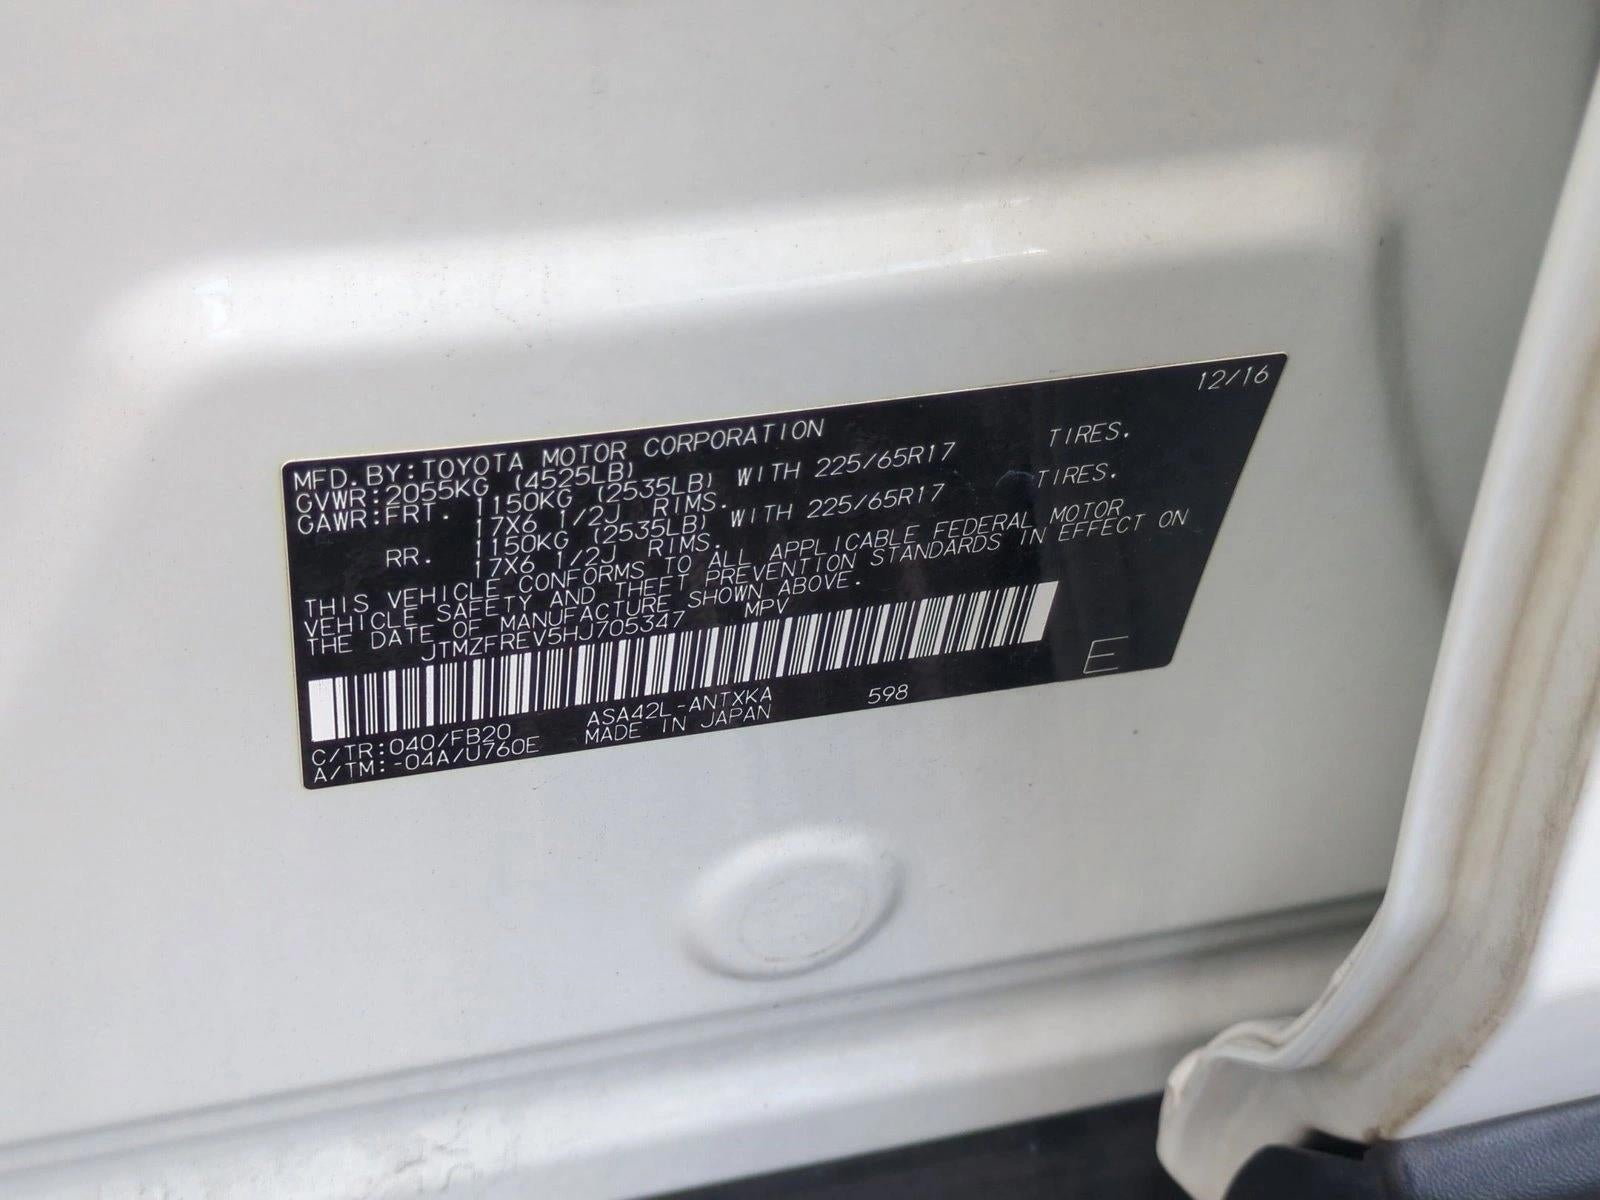 12/16
MFD.BY:TOYOTA MOTOR CORPORATION
GVWR:2055KG (4525LB)
GAWR:FRT. 1150KG (2535LB) WITH 225/65R17 TIRES.
17X6 1/2J RIMS.
RR. 1150KG (2535LB) WITH 225/65R17 TIRES.
17X6 1/2J RIMS.
THIS VEHICLE CONFORMS TO ALL APPLICABLE FEDERAL MOTOR
VEHICLE SAFETY AND THEFT PREVENTION STANDARDS IN EFFECT ON
THE DATE OF MANUFACTURE SHOWN ABOVE.
JTMZFREV5HJ705347 MPV
E
C/TR:040/FB20 ASA42L-ANTXKA 598
A/TM:-04A/U760E MADE IN JAPAN